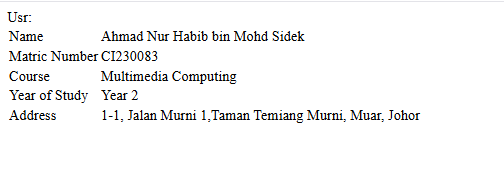 Usr:
Name Ahmad Nur Habib bin Mohd Sidek
Matric Number CI230083
Course Multimedia Computing
Year of Study Year 2
Address 1-1, Jalan Murni 1,Taman Temiang Murni, Muar, Johor